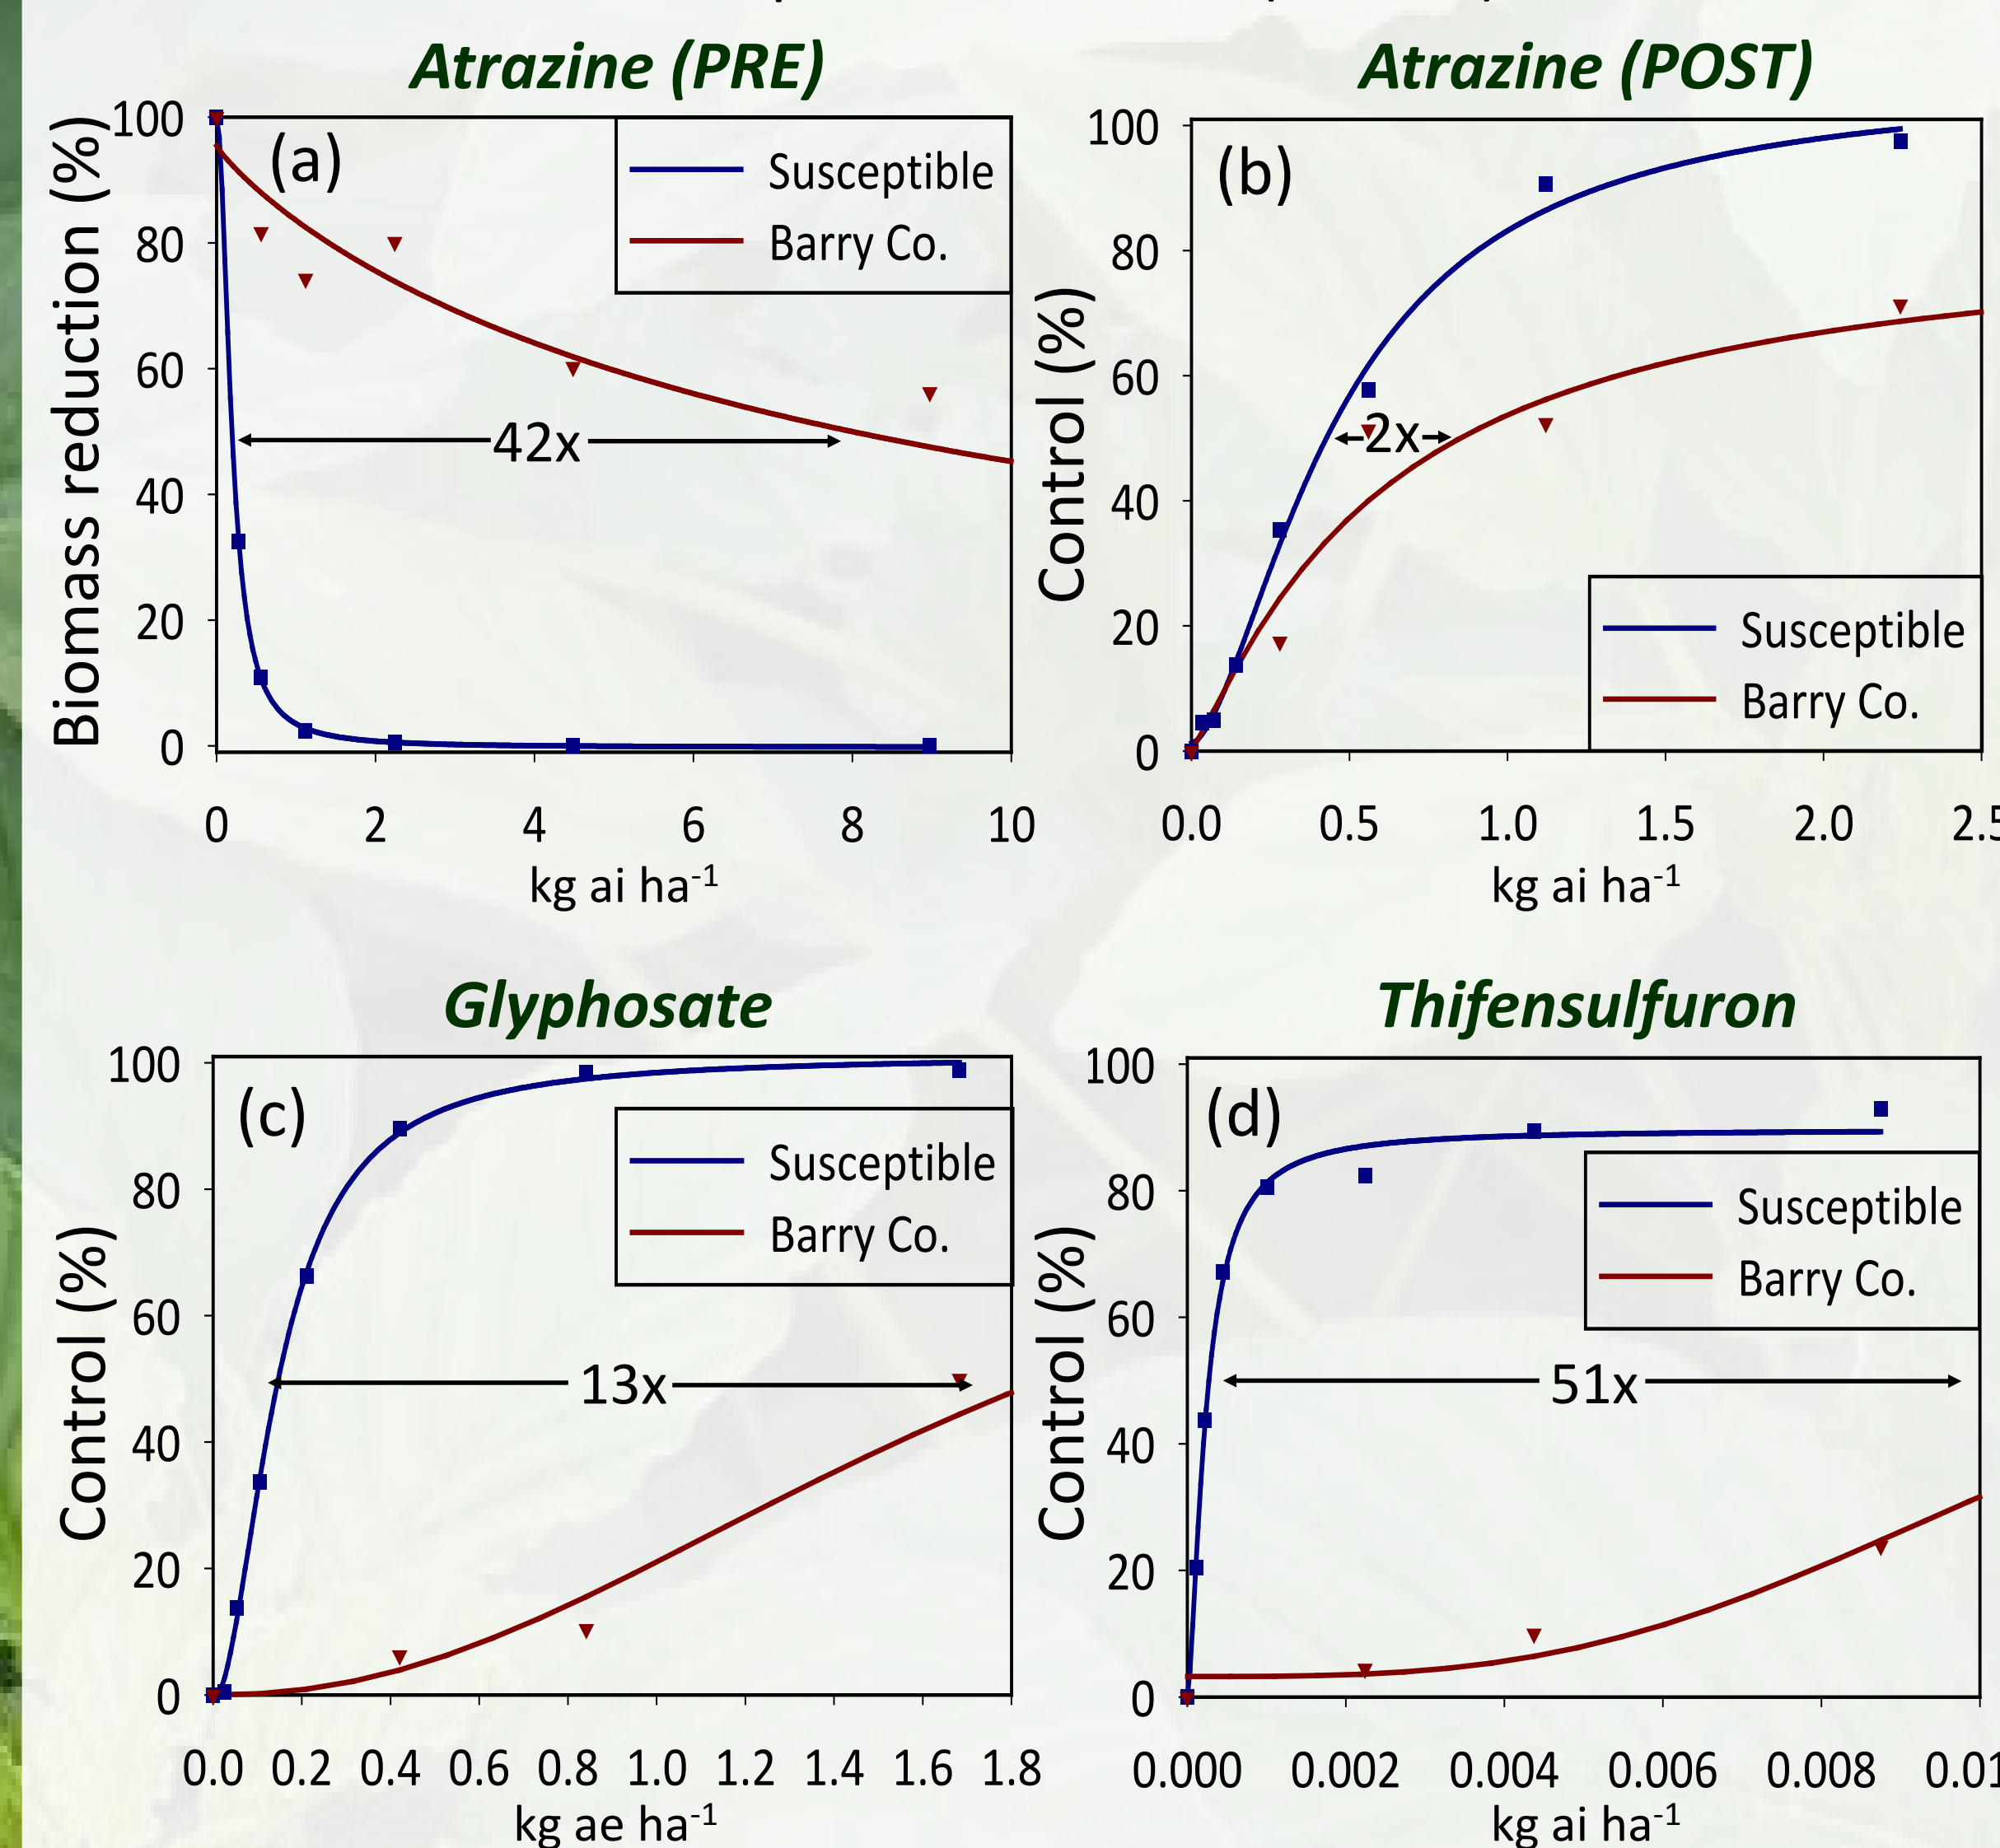 Atrazine (PRE)
100
80
60
40
20
0
Biomass reduction (%)
(a)
Susceptible
Barry Co.
42x
0 2 4 6 8 10
kg ai ha-1
Atrazine (POST)
100
80
60
40
20
0
Control (%)
(b)
2x
Susceptible
Barry Co.
0.0 0.5 1.0 1.5 2.0 2.5
kg ai ha-1
Glyphosate
100
80
60
40
20
0
Control (%)
(c)
Susceptible
Barry Co.
13x
0.0 0.2 0.4 0.6 0.8 1.0 1.2 1.4 1.6 1.8
kg ae ha-1
Thifensulfuron
100
80
60
40
20
0
Control (%)
(d)
Susceptible
Barry Co.
51x
0.000 0.002 0.004 0.006 0.008 0.01
kg ai ha-1